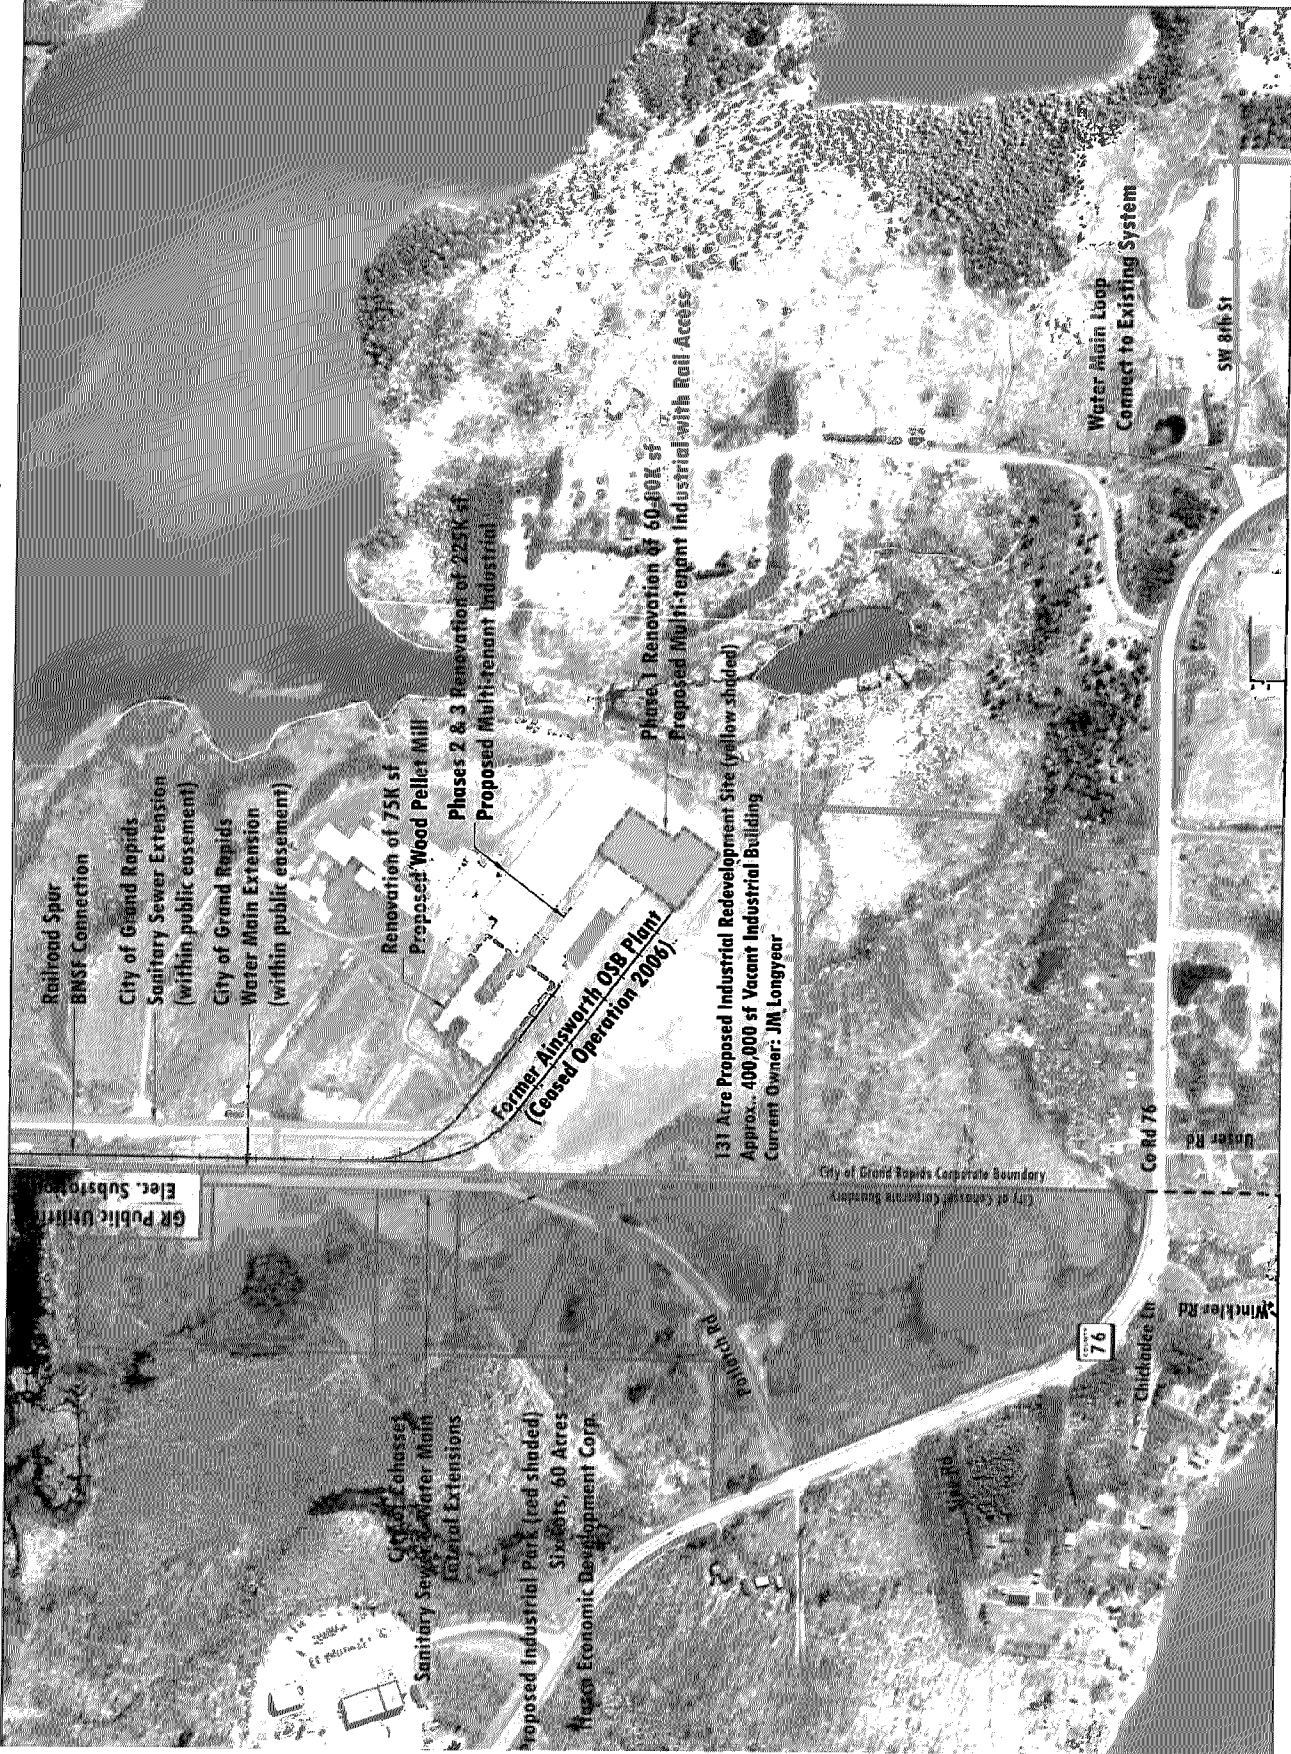 Railroad Spur
BNSF Connection
City of Grand Rapids
Sanitary Sewer Extension
(within public easement)
City of Grand Rapids
Water Main Extension
(within public easement)
Renovation of 75K sf
Proposed Wood Pellet Mill
Phases 2 & 3 Renovation of 225K sf
Proposed Multi-tenant Industrial
Phase 1 Renovation of 60-80K sf
Proposed Multi-tenant Industrial with Rail Access
Former Ainsworth OSB Plant
(Ceased Operation 2006)
131 Acre Proposed Industrial Redevelopment Site (yellow shaded)
Approx.. 400,000 sf Vacant Industrial Building
Current Owner: JM Longyear
Water Main Loop
Connect to Existing System
SW 8th St
GR Public
Elec.
City of Grand Rapids Corporate Boundary
City of Cohasset Corporate Boundary
Co Rd 76
Unser Rd
City of Cohasset
Sanitary Sewer & Water Main
Lateral Extensions
Proposed Industrial Park (red shaded)
Six Lots, 60 Acres
Itasca Economic Development Corp.
Potlatch Rd
COUNTY
76
Chickadee Ln
Winckler Rd